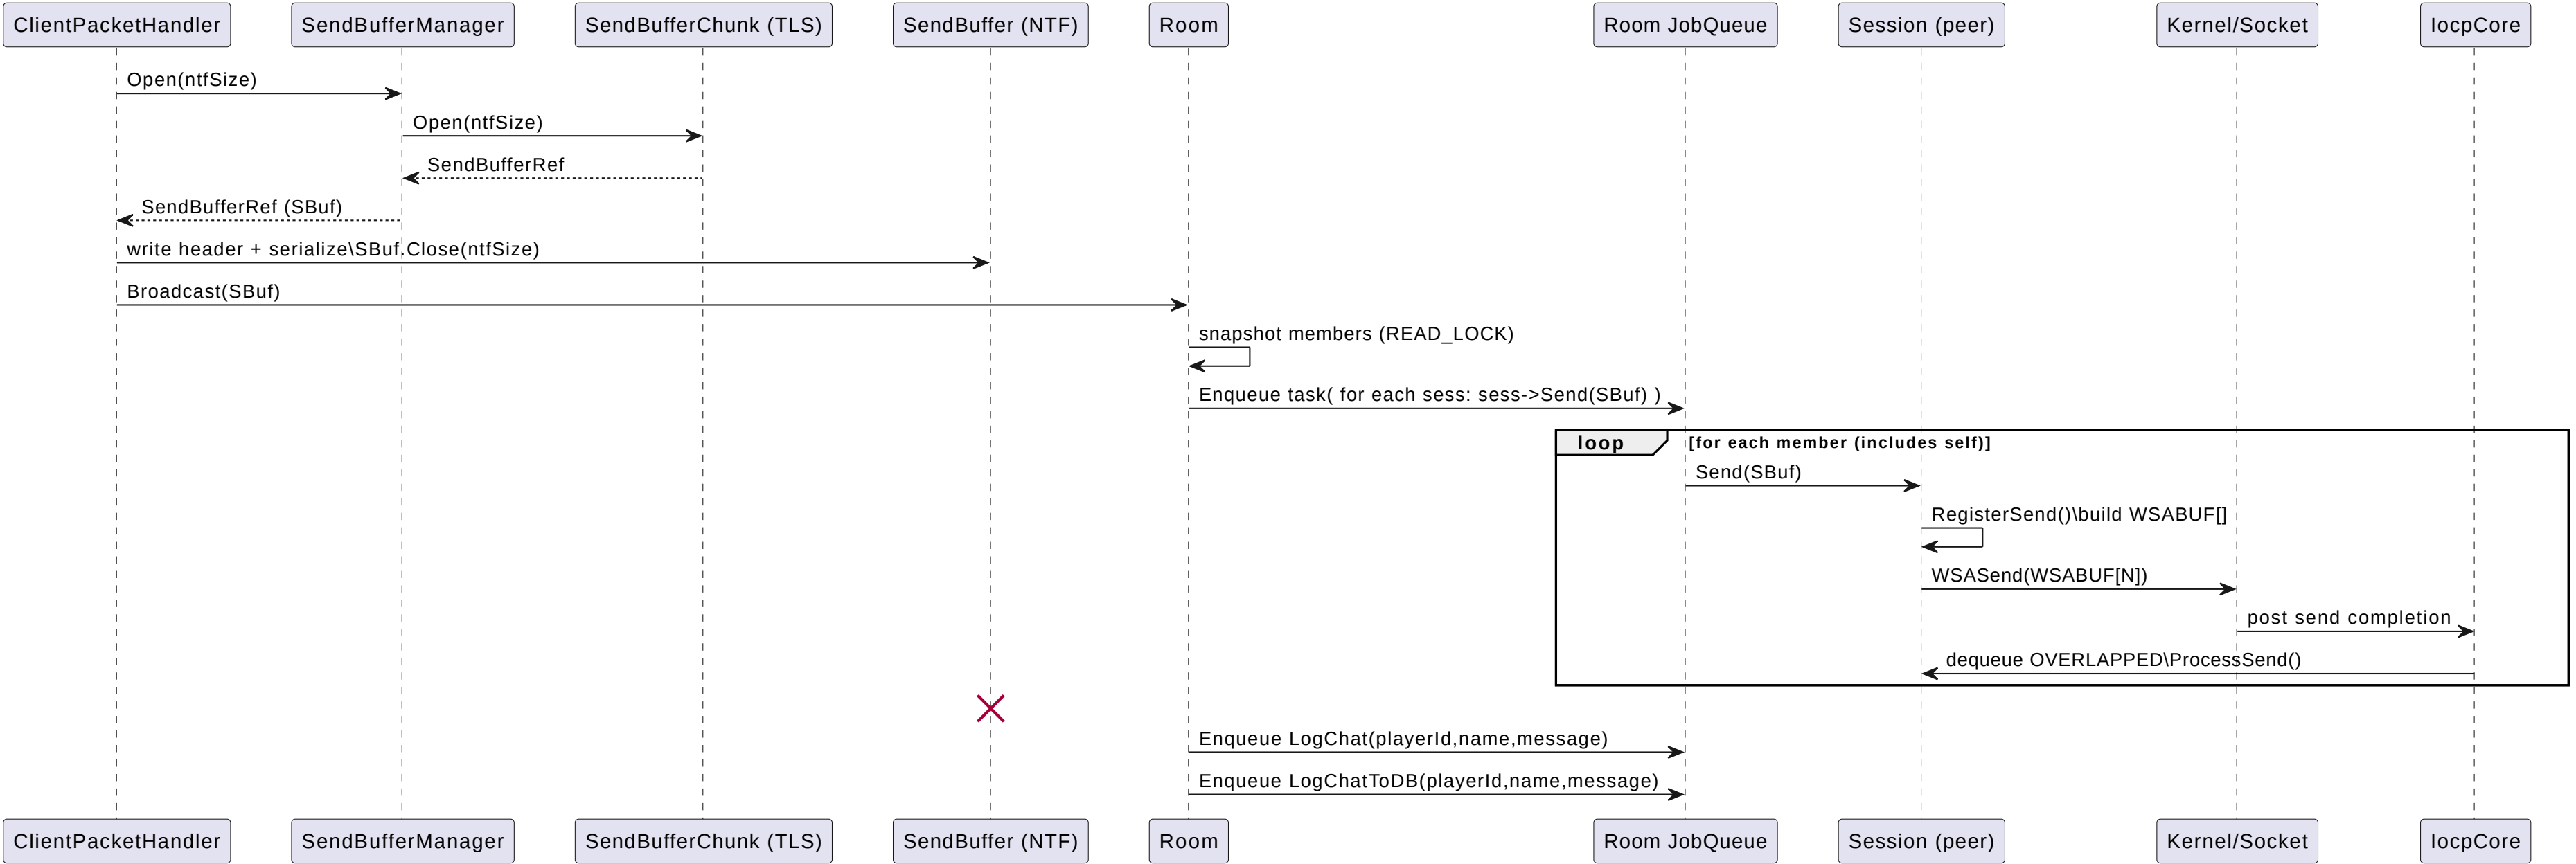 ClientPacketHandler SendBufferManager SendBufferChunk (TLS) SendBuffer (NTF) Room Room JobQueue Session (peer) Kernel/Socket IocpCore
Open(ntfSize)
Open(ntfSize)
SendBufferRef
SendBufferRef (SBuf)
write header + serialize\SBuf.Close(ntfSize)
Broadcast(SBuf)
snapshot members (READ_LOCK)
Enqueue task( for each sess: sess->Send(SBuf) )
loop [for each member (includes self)]
Send(SBuf)
RegisterSend()\build WSABUF[]
WSASend(WSABUF[N])
post send completion
dequeue OVERLAPPED\ProcessSend()
Enqueue LogChat(playerId,name,message)
Enqueue LogChatToDB(playerId,name,message)
ClientPacketHandler SendBufferManager SendBufferChunk (TLS) SendBuffer (NTF) Room Room JobQueue Session (peer) Kernel/Socket IocpCore